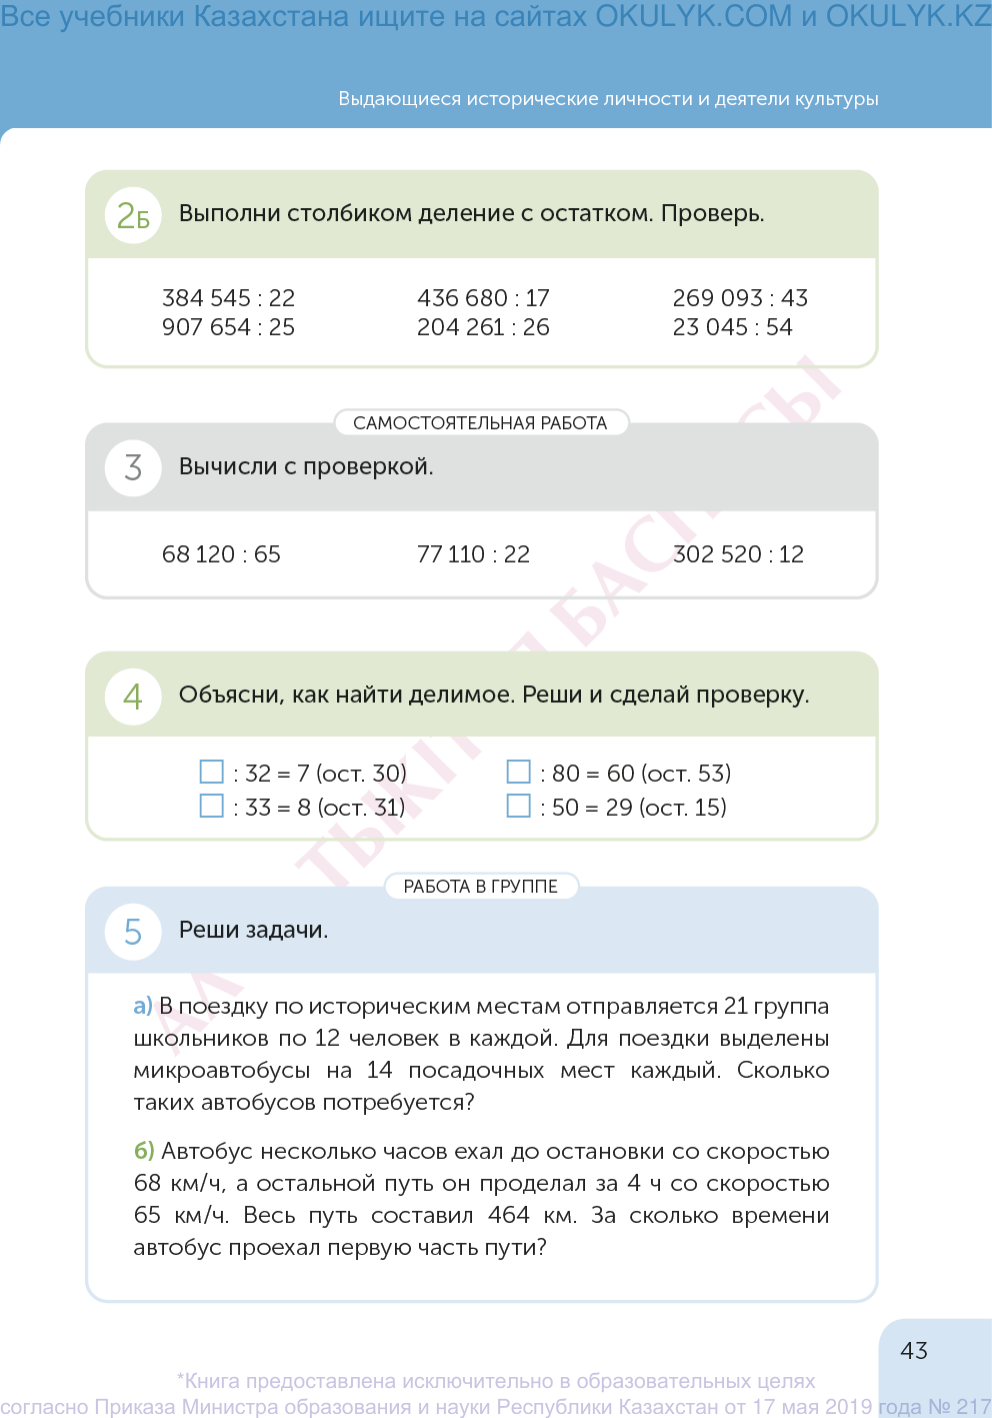 Все учебники Казахстана ищите на сайтах OKULYK.COM и OKULYK.KZ
Выдающиеся исторические личности и деятели культуры
2Б Выполни столбиком деление с остатком. Проверь.
384 545 : 22 436 680 : 17 269 093 : 43
907 654 : 25 204 261 : 26 23 045 : 54
САМОСТОЯТЕЛЬНАЯ РАБОТА
3 Вычисли с проверкой.
68 120 : 65 77 110 : 22 302 520 : 12
4 Объясни, как найти делимое. Реши и сделай проверку.
: 32 = 7 (ост. 30) : 80 = 60 (ост. 53)
: 33 = 8 (ост. 31) : 50 = 29 (ост. 15)
РАБОТА В ГРУППЕ
5 Реши задачи.
а) В поездку по историческим местам отправляется 21 группа
школьников по 12 человек в каждой. Для поездки выделены
микроавтобусы на 14 посадочных мест каждый. Сколько
таких автобусов потребуется?
б) Автобус несколько часов ехал до остановки со скоростью
68 км/ч, а остальной путь он проделал за 4 ч со скоростью
65 км/ч. Весь путь составил 464 км. За сколько времени
автобус проехал первую часть пути?
43
*Книга предоставлена исключительно в образовательных целях
согласно Приказа Министра образования и науки Республики Казахстан от 17 мая 2019 года № 217